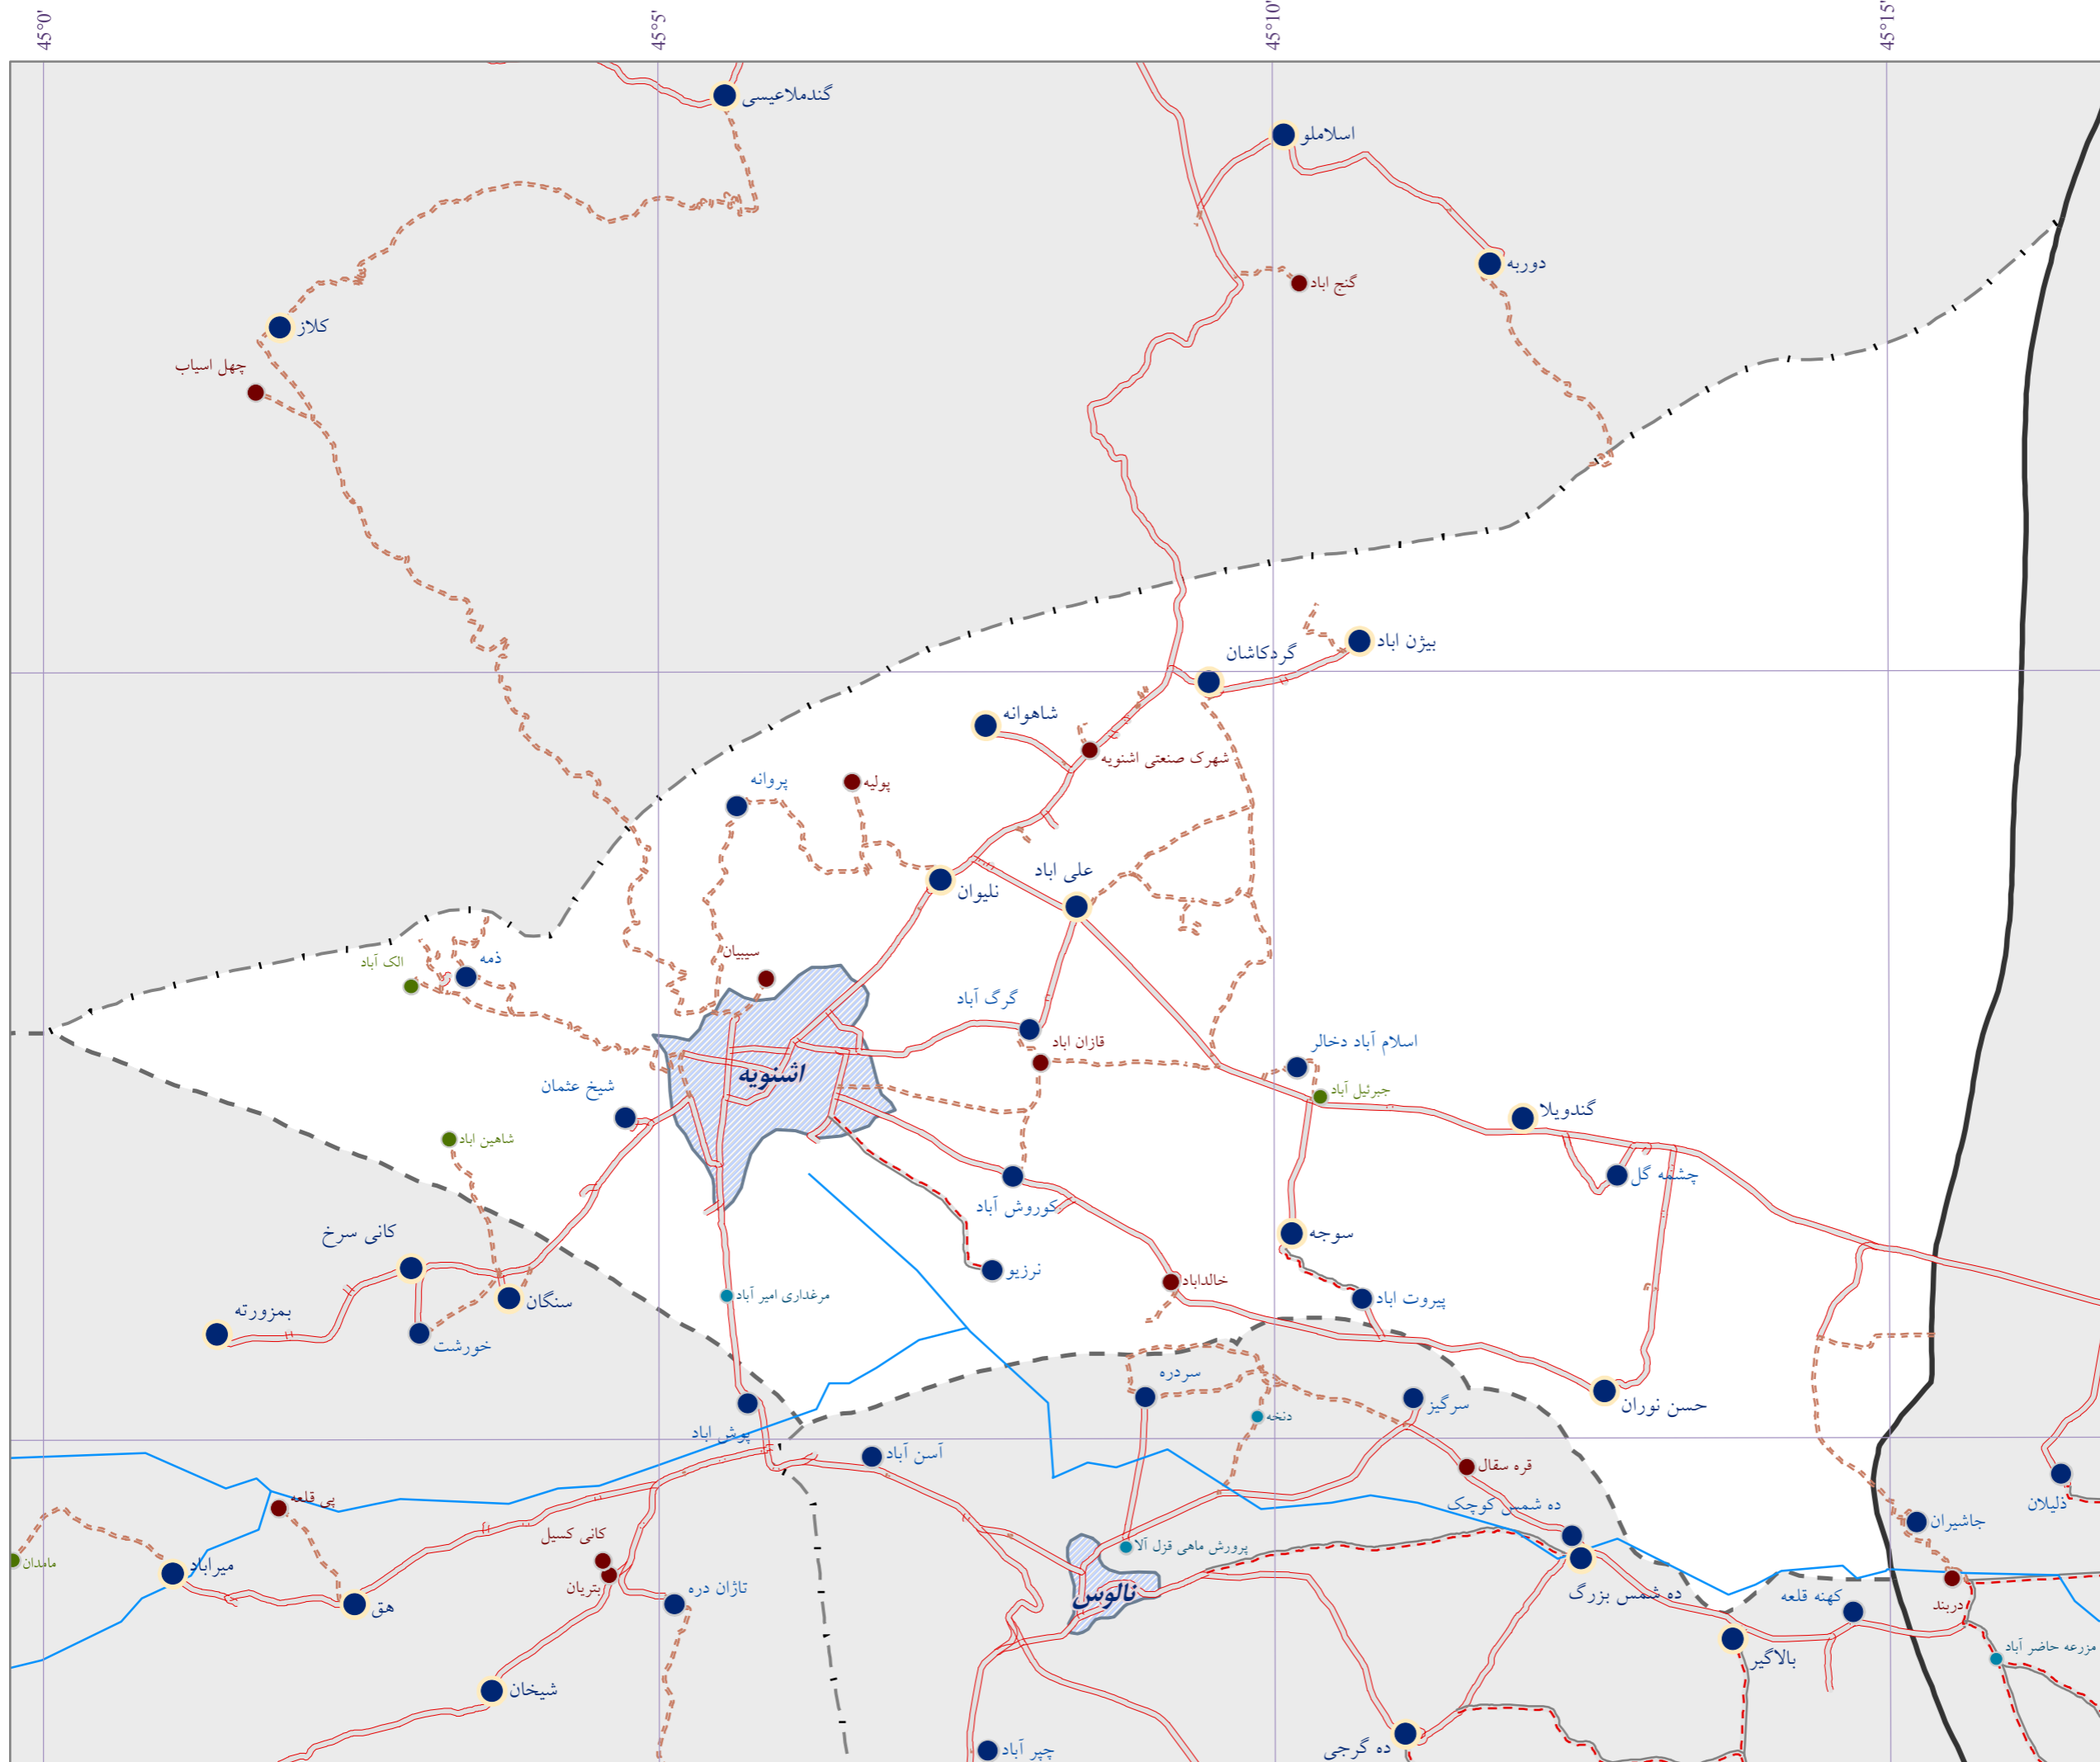 45°0'
45°5'
45°10'
45°15'
گندملاعیسی
اسلاملو
دوربه
گنج اباد
کلاز
چهل اسیاب
بیژن اباد
گردکاشان
شاهوانه
شهرک صنعتی اشنویه
پروانه
پولیه
علی اباد
نلیوان
سیبیان
ذمه
الک آباد
گرگ آباد
قازان اباد
اسلام آباد دخالر
اشنویه
جبرئیل آباد
شیخ عثمان
گندویلا
شاهین اباد
چشمه گل
کوروش آباد
کانی سرخ
سوجه
نرزیو
خالداباد
مرغداری امیر آباد
سنگان
پیروت اباد
بمزورته
خورشت
سردره
حسن نوران
سرگیز
دنخه
پوش اباد
آسن آباد
قره سقال
پی قلعه
ده شمس کوچک
ذلیلان
جاشیران
کانی کسیل
پرورش ماهی قزل آلا
مامدان
میراباد
بتریان
تاژان دره
نالوس
ده شمس بزرگ
کهنه قلعه
دربند
هق
مزرعه حاضر آباد
بالاگیر
شیخان
چپر آباد
ده گرجی